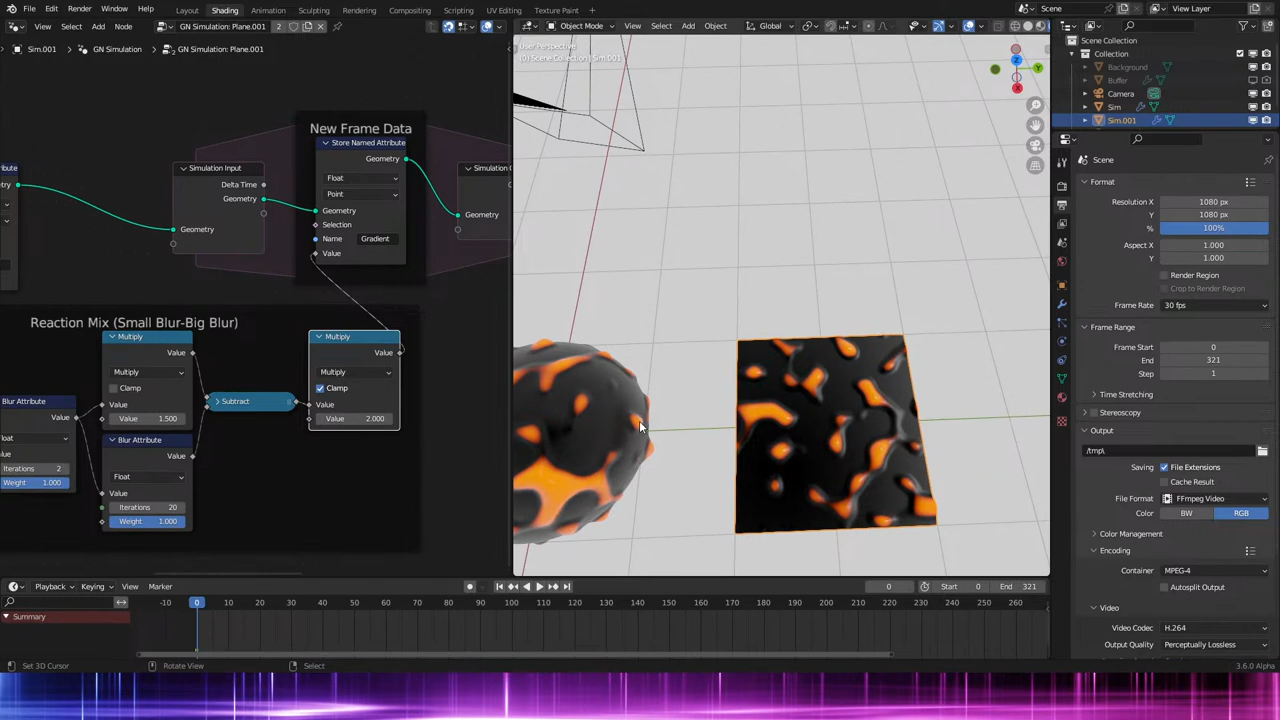 File Edit Render Window Help Layout Shading Animation Rendering Compositing Scripting UV Editing Texture Paint Scene View Layer
View Select Add Node GN Simulation: Plane.001 2
Object Mode View Select Add Object Global
Sim.001 > GN Simulation > GN Simulation: Plane.001
User Perspective
(0) Scene Collection | Sim.001
Z
Y
X
New Frame Data
Store Named Attribute
Geometry
Float
Point
Geometry
Selection
Name Gradient
Value
Simulation Input
Delta Time
Geometry
Geometry
Geometry
Reaction Mix (Small Blur-Big Blur)
Multiply
Value
Multiply
Clamp
Value
Value 1.500
Subtract
Multiply
Value
Multiply
Clamp
Value
Value 2.000
Blur Attribute
Value
Value
Iterations 2
Weight 1.000
Blur Attribute
Value
Float
Value
Iterations 20
Weight 1.000
Scene Collection
Collection
Background
Buffer
Camera
Sim
Sim.001
Scene
Format
Resolution X 1080 px
Y 1080 px
% 100%
Aspect X 1.000
Y 1.000
Render Region
Crop to Render Region
Frame Rate 30 fps
Frame Range
Frame Start 0
End 321
Step 1
Time Stretching
Stereoscopy
Output
/tmp\
Saving File Extensions
Cache Result
File Format FFmpeg Video
Color BW RGB
Color Management
Encoding
Container MPEG-4
Autosplit Output
Video
Video Codec H.264
Output Quality Perceptually Lossless
Playback Keying View Marker 0 Start 0 End 321
-10 0 10 20 30 40 50 60 70 80 90 100 110 120 130 140 150 160 170 180 190 200 210 220 230 240 250 260
Summary
Set 3D Cursor Rotate View Select 3.6.0 Alpha